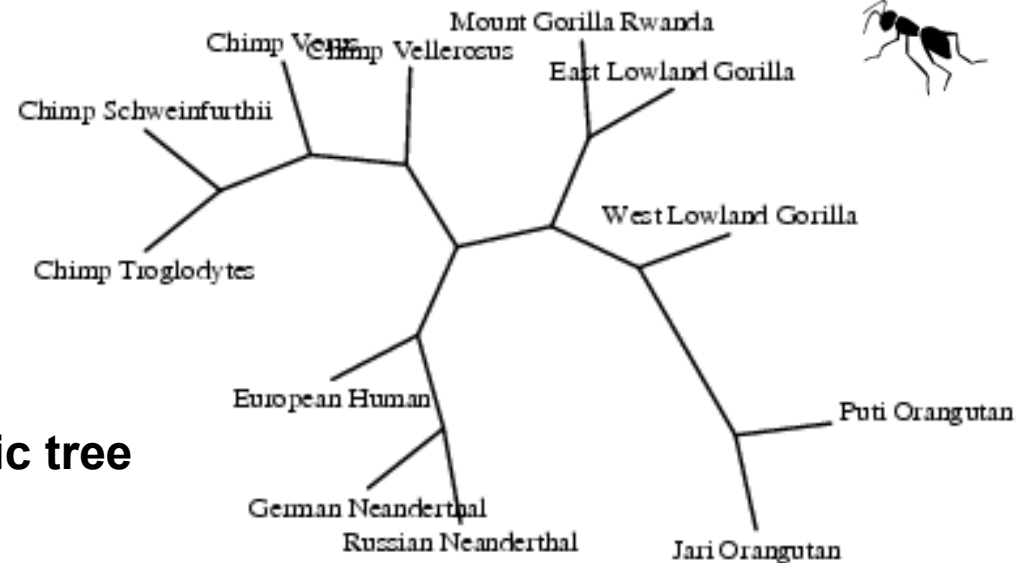 Mount Gorilla Rwanda
Chimp Verus
Chimp Vellerosus
East Lowland Gorilla
Chimp Schweinfurthii
West Lowland Gorilla
Chimp Troglodytes
European Human
Puti Orangutan
ic tree
German Neanderthal
Russian Neanderthal
Jari Orangutan